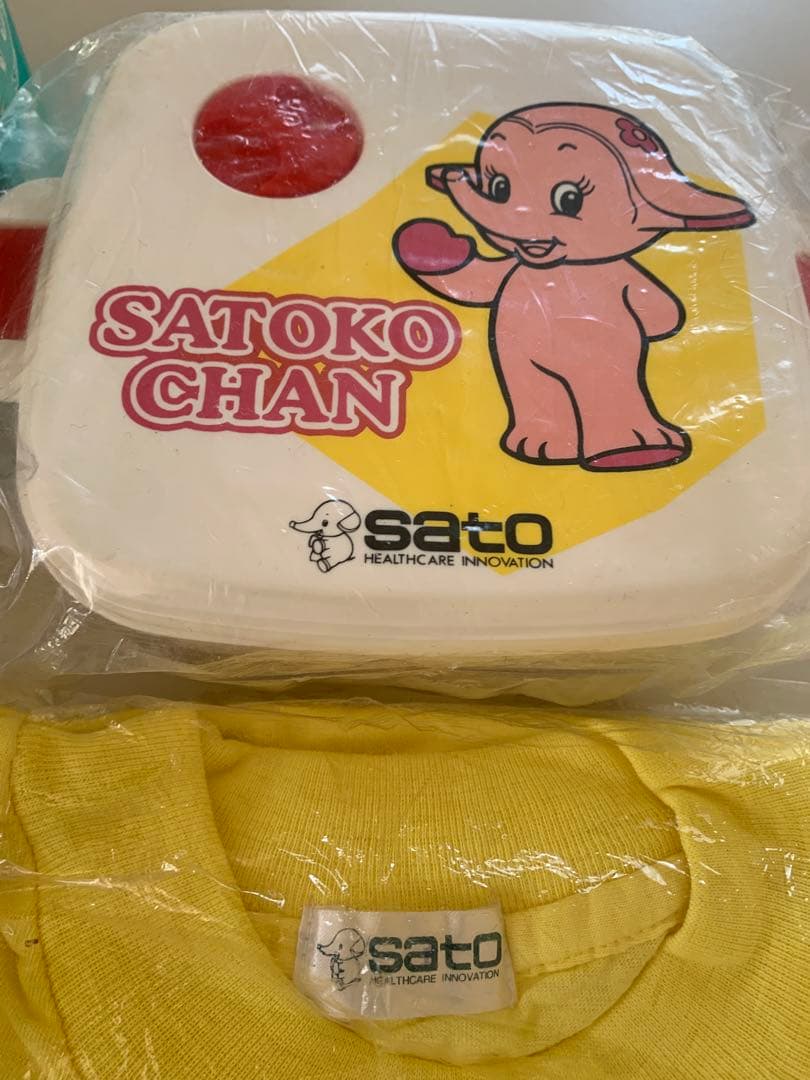 SATOKO
CHAN
sato
HEALTHCARE INNOVATION
sato
HEALTHCARE INNOVATION